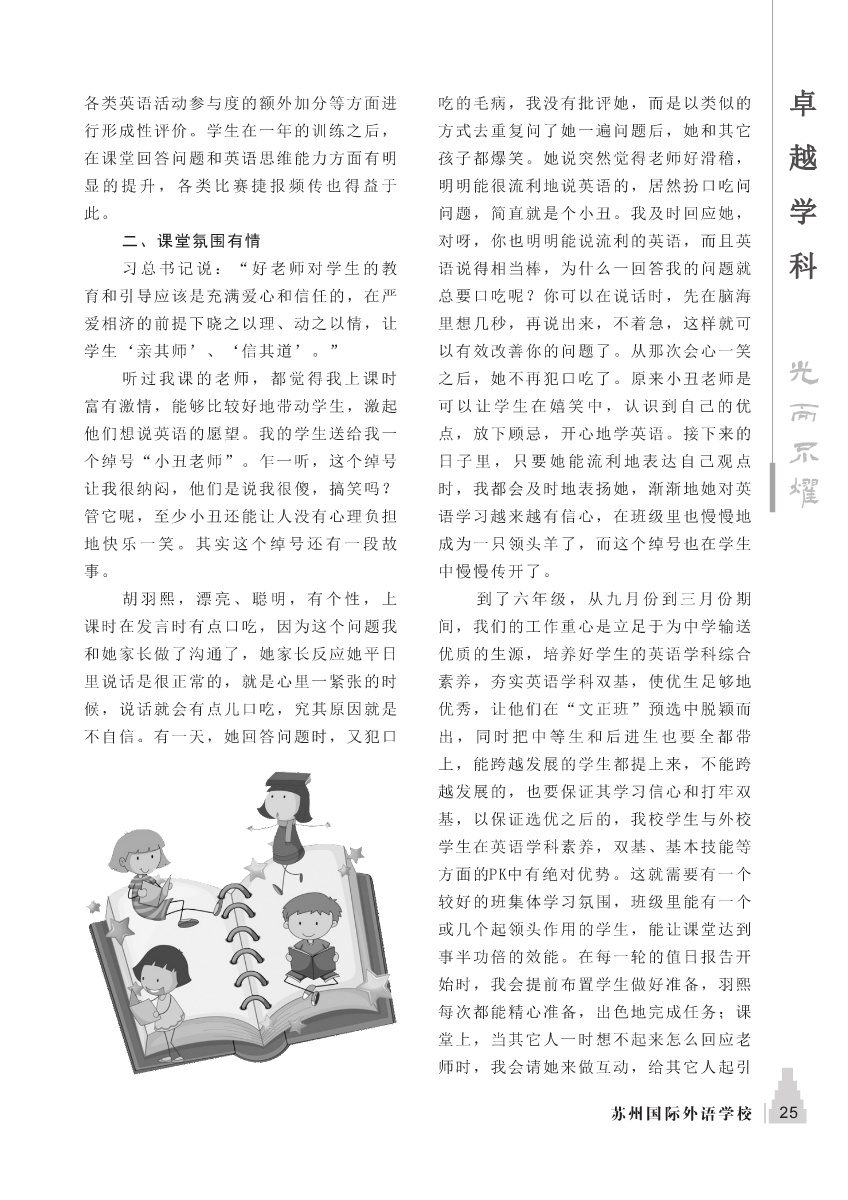 各类英语活动参与度的额外加分等方面进
行形成性评价。学生在一年的训练之后，
在课堂回答问题和英语思维能力方面有明
显的提升，各类比赛捷报频传也得益于
此。
二、课堂氛围有情
习总书记说：“好老师对学生的教
育和引导应该是充满爱心和信任的，在严
爱相济的前提下晓之以理、动之以情，让
学生‘亲其师’、‘信其道’。”
听过我课的老师，都觉得我上课时
富有激情，能够比较好地带动学生，激起
他们想说英语的愿望。我的学生送给我一
个绰号“小丑老师”。乍一听，这个绰号
让我很纳闷，他们是说我很傻，搞笑吗？
管它呢，至少小丑还能让人没有心理负担
地快乐一笑。其实这个绰号还有一段故
事。
胡羽熙，漂亮、聪明，有个性，上
课时在发言时有点口吃，因为这个问题我
和她家长做了沟通了，她家长反应她平日
里说话是很正常的，就是心里一紧张的时
候，说话就会有点儿口吃，究其原因就是
不自信。有一天，她回答问题时，又犯口
吃的毛病，我没有批评她，而是以类似的
方式去重复问了她一遍问题后，她和其它
孩子都爆笑。她说突然觉得老师好滑稽，
明明能很流利地说英语的，居然扮口吃问
问题，简直就是个小丑。我及时回应她，
对呀，你也明明能说流利的英语，而且英
语说得相当棒，为什么一回答我的问题就
总要口吃呢？你可以在说话时，先在脑海
里想几秒，再说出来，不着急，这样就可
以有效改善你的问题了。从那次会心一笑
之后，她不再犯口吃了。原来小丑老师是
可以让学生在嬉笑中，认识到自己的优
点，放下顾忌，开心地学英语。接下来的
日子里，只要她能流利地表达自己观点
时，我都会及时地表扬她，渐渐地她对英
语学习越来越有信心，在班级里也慢慢地
成为一只领头羊了，而这个绰号也在学生
中慢慢传开了。
到了六年级，从九月份到三月份期
间，我们的工作重心是立足于为中学输送
优质的生源，培养好学生的英语学科综合
素养，夯实英语学科双基，使优生足够地
优秀，让他们在“文正班”预选中脱颖而
出，同时把中等生和后进生也要全都带
上，能跨越发展的学生都提上来，不能跨
越发展的，也要保证其学习信心和打牢双
基，以保证选优之后的，我校学生与外校
学生在英语学科素养，双基、基本技能等
方面的PK中有绝对优势。这就需要有一个
较好的班集体学习氛围，班级里能有一个
或几个起领头作用的学生，能让课堂达到
事半功倍的效能。在每一轮的值日报告开
始时，我会提前布置学生做好准备，羽熙
每次都能精心准备，出色地完成任务；课
堂上，当其它人一时想不起来怎么回应老
师时，我会请她来做互动，给其它人起引
卓越学科
光而不耀
苏州国际外语学校 25